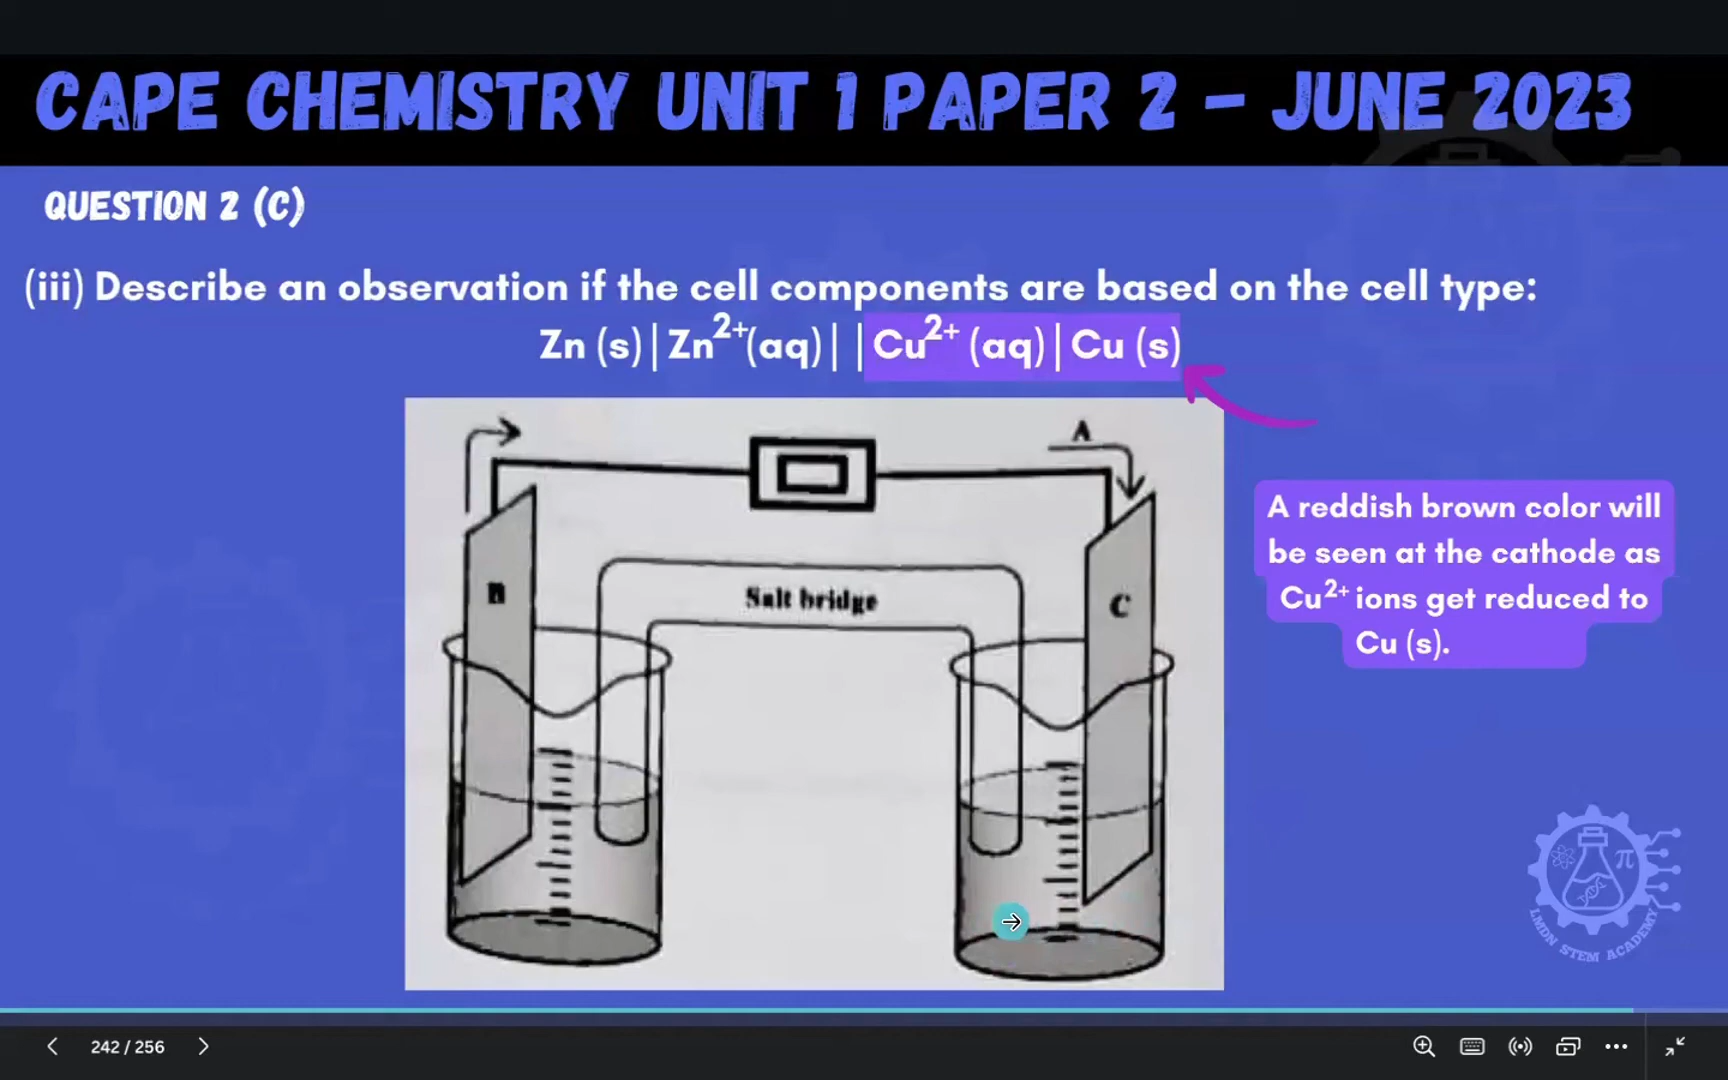 CAPE CHEMISTRY UNIT 1 PAPER 2 – JUNE 2023
QUESTION 2 (C)
(iii) Describe an observation if the cell components are based on the cell type:
Zn (s)|Zn²⁺(aq)| |Cu²⁺ (aq)|Cu (s)
A
B
Salt bridge
C
A reddish brown color will
be seen at the cathode as
Cu²⁺ ions get reduced to
Cu (s).
π
LMDN STEM ACADEMY
242 / 256